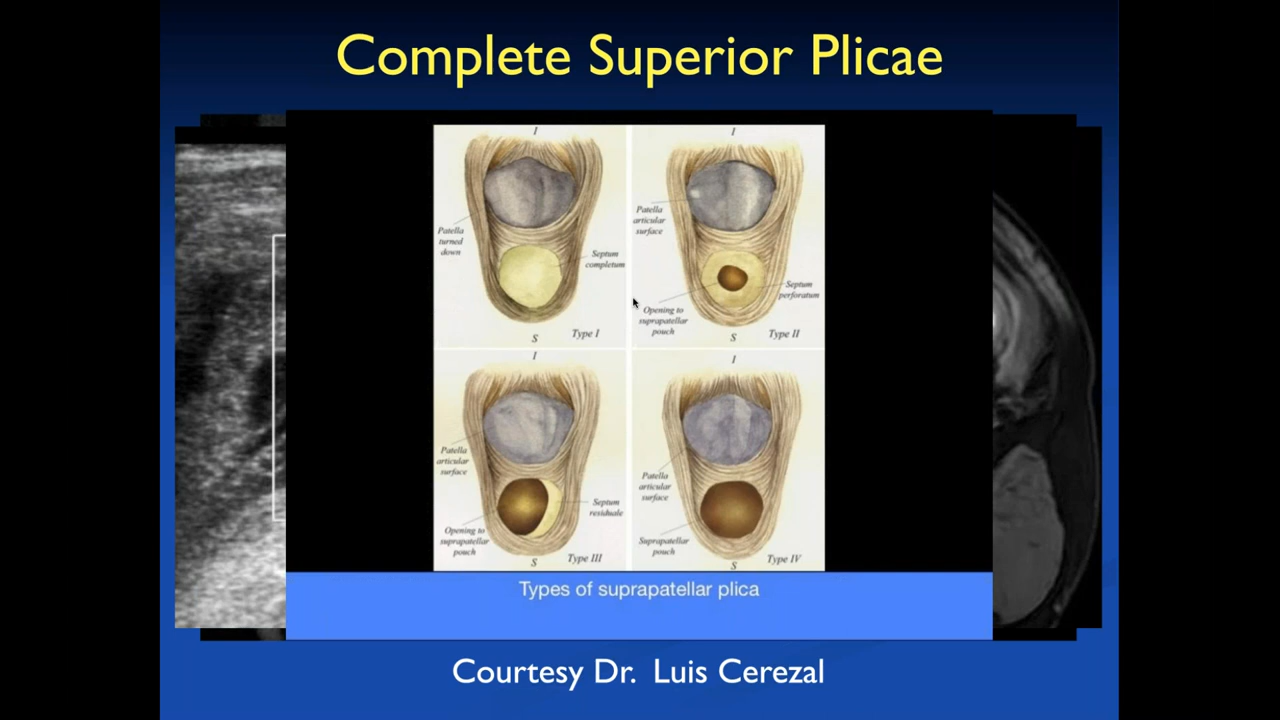 Complete Superior Plicae
I
Patella
turned
down
Septum
completum
S
Type I
I
Patella
articular
surface
Septum
perforatum
Opening to
suprapatellar
pouch
S
Type II
I
Patella
articular
surface
Septum
residuale
Opening to
suprapatellar
pouch
S
Type III
I
Patella
articular
surface
Suprapatellar
pouch
S
Type IV
Types of suprapatellar plica
Courtesy Dr. Luis Cerezal